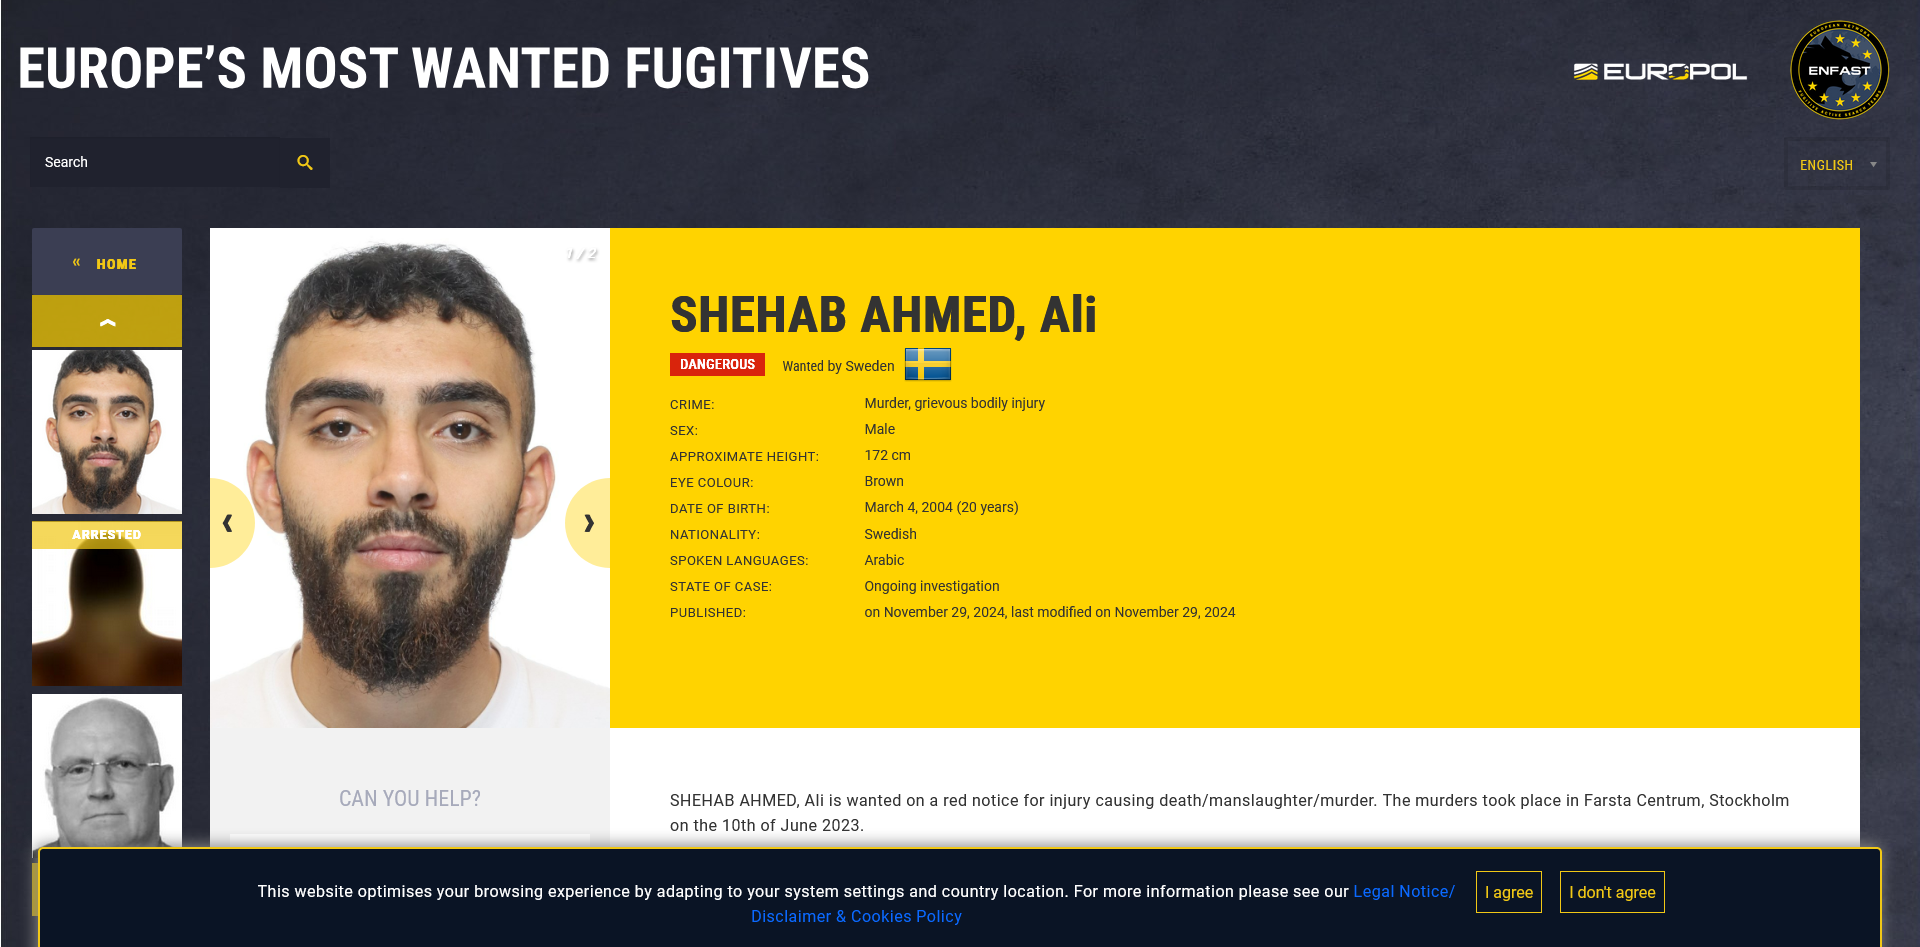 EUROPE’S MOST WANTED FUGITIVES
EUROPOL
EUROPEAN NETWORK
ENFAST
FUGITIVE ACTIVE SEARCH TEAMS
Search
ENGLISH
« HOME
1 / 2
ARRESTED
SHEHAB AHMED, Ali
DANGEROUS Wanted by Sweden
CRIME: Murder, grievous bodily injury
SEX: Male
APPROXIMATE HEIGHT: 172 cm
EYE COLOUR: Brown
DATE OF BIRTH: March 4, 2004 (20 years)
NATIONALITY: Swedish
SPOKEN LANGUAGES: Arabic
STATE OF CASE: Ongoing investigation
PUBLISHED: on November 29, 2024, last modified on November 29, 2024
CAN YOU HELP?
SHEHAB AHMED, Ali is wanted on a red notice for injury causing death/manslaughter/murder. The murders took place in Farsta Centrum, Stockholm
on the 10th of June 2023.
This website optimises your browsing experience by adapting to your system settings and country location. For more information please see our Legal Notice/
Disclaimer & Cookies Policy
I agree
I don't agree